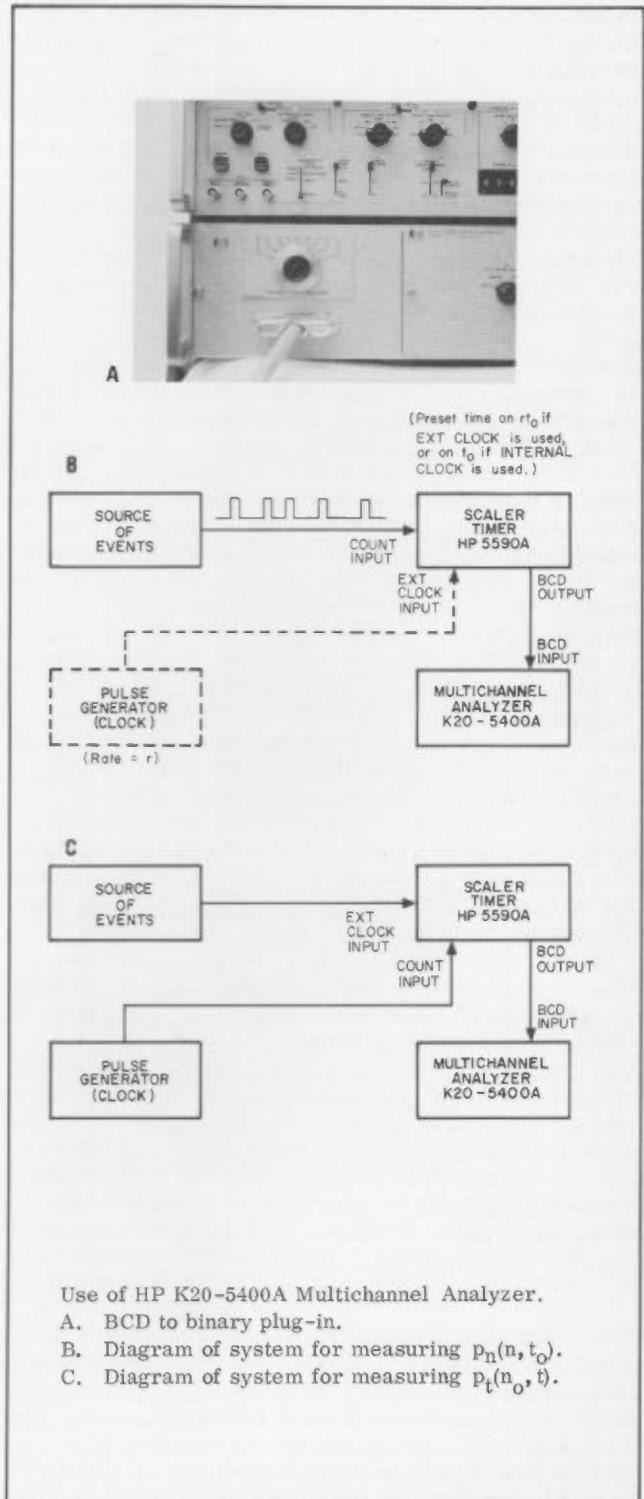 A
(Preset time on rt₀ if
EXT CLOCK is used,
or on t₀ if INTERNAL
CLOCK is used.)
B
SOURCE
OF
EVENTS
COUNT
INPUT
SCALER
TIMER
HP 5590A
EXT
CLOCK
INPUT
BCD
OUTPUT
BCD
INPUT
PULSE
GENERATOR
(CLOCK)
(Rate = r)
MULTICHANNEL
ANALYZER
K20-5400A
C
SOURCE
OF
EVENTS
EXT
CLOCK
INPUT
SCALER
TIMER
HP 5590A
COUNT
INPUT
BCD
OUTPUT
BCD
INPUT
PULSE
GENERATOR
(CLOCK)
MULTICHANNEL
ANALYZER
K20-5400A
Use of HP K20-5400A Multichannel Analyzer.
A. BCD to binary plug-in.
B. Diagram of system for measuring pₙ(n, tₒ).
C. Diagram of system for measuring pₜ(nₒ, t).